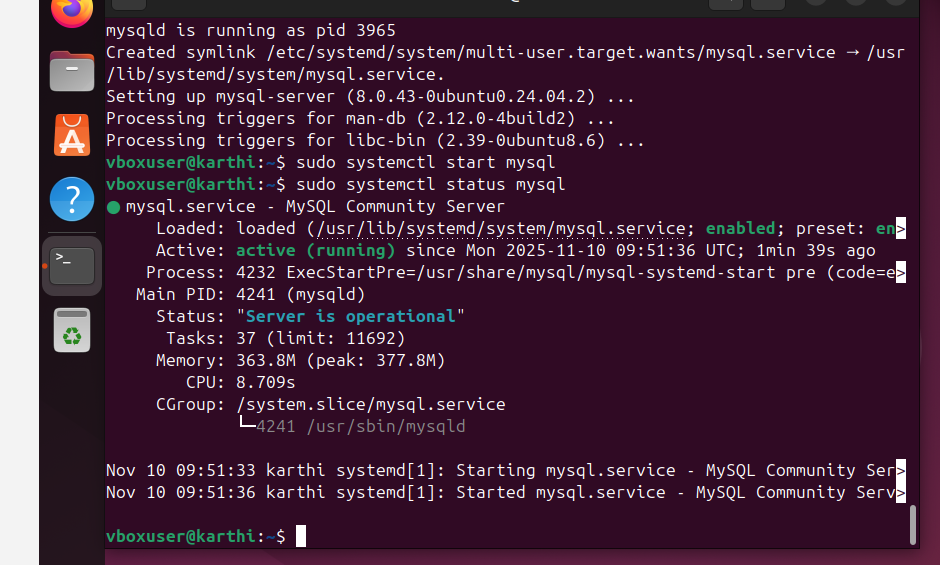 mysqld is running as pid 3965
Created symlink /etc/systemd/system/multi-user.target.wants/mysql.service → /usr
/lib/systemd/system/mysql.service.
Setting up mysql-server (8.0.43-0ubuntu0.24.04.2) ...
Processing triggers for man-db (2.12.0-4build2) ...
Processing triggers for libc-bin (2.39-0ubuntu8.6) ...
vboxuser@karthi:~$ sudo systemctl start mysql
vboxuser@karthi:~$ sudo systemctl status mysql
● mysql.service - MySQL Community Server
     Loaded: loaded (/usr/lib/systemd/system/mysql.service; enabled; preset: en>
     Active: active (running) since Mon 2025-11-10 09:51:36 UTC; 1min 39s ago
    Process: 4232 ExecStartPre=/usr/share/mysql/mysql-systemd-start pre (code=e>
   Main PID: 4241 (mysqld)
     Status: "Server is operational"
      Tasks: 37 (limit: 11692)
     Memory: 363.8M (peak: 377.8M)
        CPU: 8.709s
     CGroup: /system.slice/mysql.service
             └─4241 /usr/sbin/mysqld
Nov 10 09:51:33 karthi systemd[1]: Starting mysql.service - MySQL Community Ser>
Nov 10 09:51:36 karthi systemd[1]: Started mysql.service - MySQL Community Serv>
vboxuser@karthi:~$